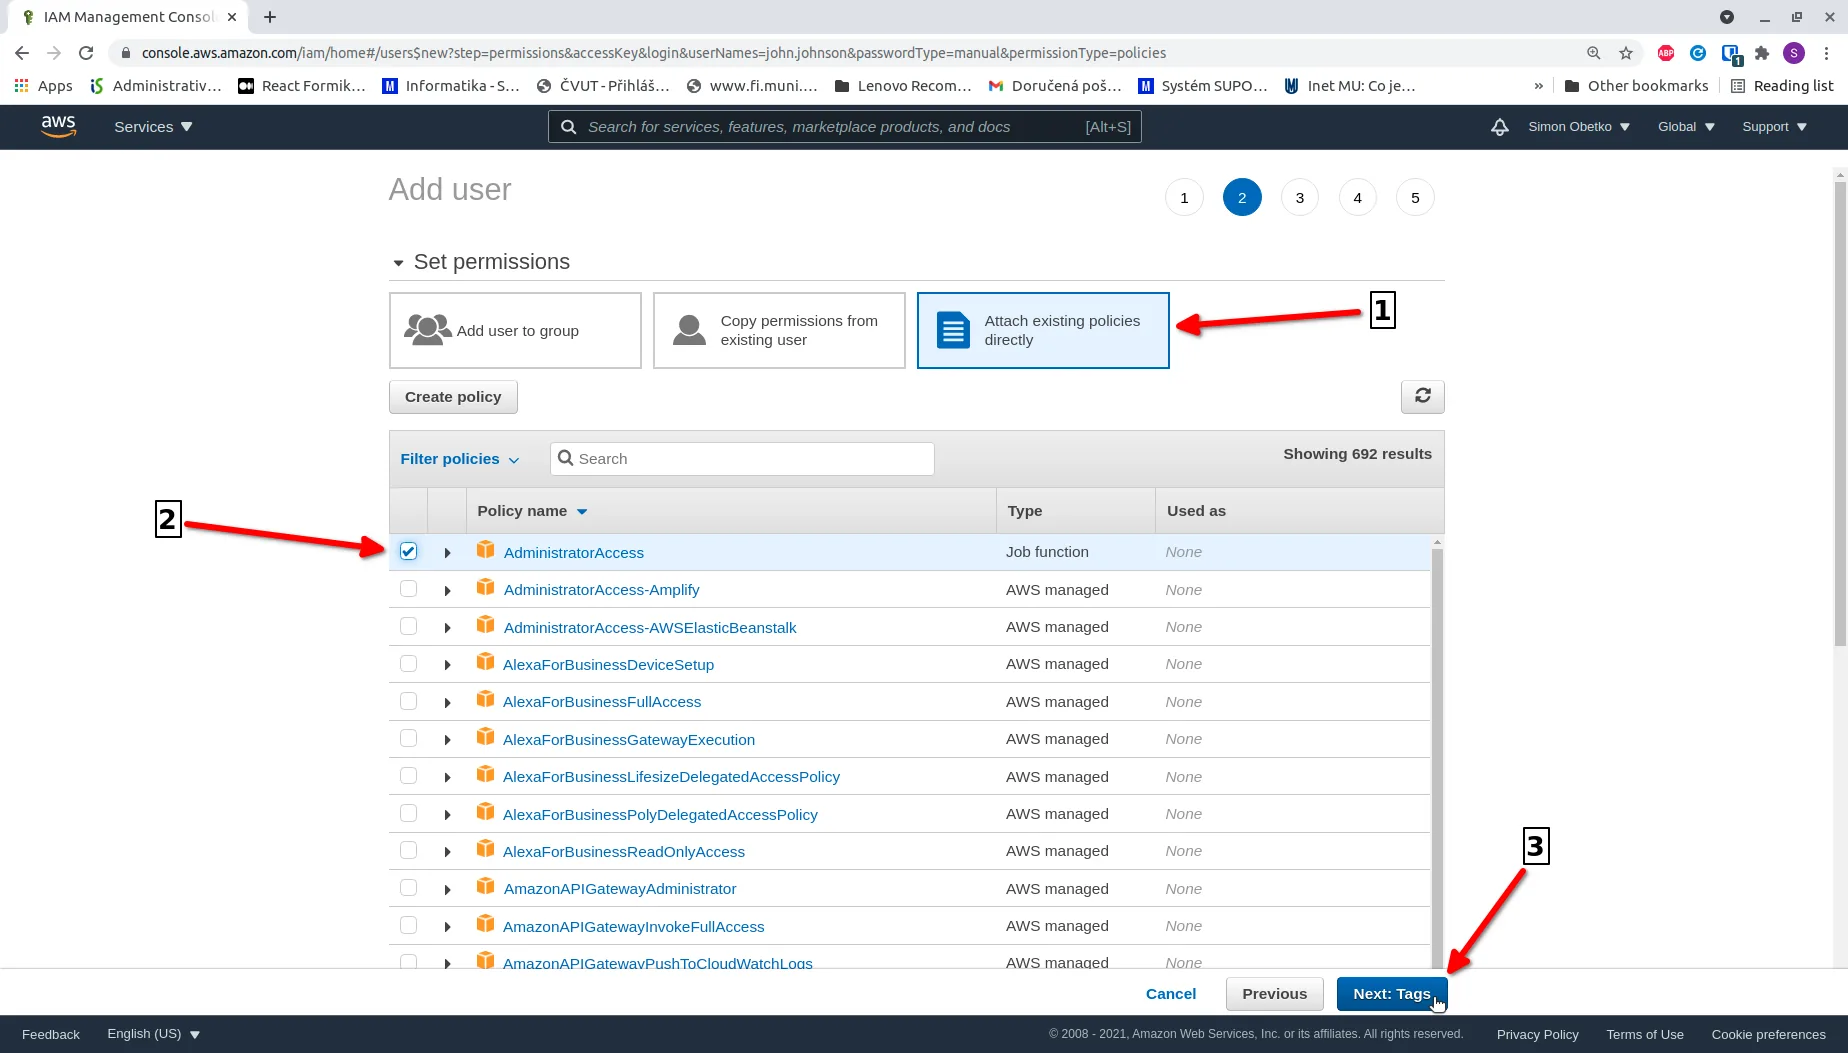 IAM Management Consol
console.aws.amazon.com/iam/home#/users$new?step=permissions&accessKey&login&userNames=john.johnson&passwordType=manual&permissionType=policies
ABP
1
S
Apps
Administrativ...
React Formik...
M
Informatika - S...
ČVUT - Přihláš...
www.fi.muni....
Lenovo Recom...
Doručená poš...
M
Systém SUPO...
Inet MU: Co je...
»
Other bookmarks
Reading list
aws
Services
Search for services, features, marketplace products, and docs
[Alt+S]
Simon Obetko
Global
Support
Add user
1
2
3
4
5
Set permissions
Add user to group
Copy permissions from
existing user
Attach existing policies
directly
1
Create policy
Filter policies
Search
Showing 692 results
Policy name
Type
Used as
2
AdministratorAccess
Job function
None
AdministratorAccess-Amplify
AWS managed
None
AdministratorAccess-AWSElasticBeanstalk
AWS managed
None
AlexaForBusinessDeviceSetup
AWS managed
None
AlexaForBusinessFullAccess
AWS managed
None
AlexaForBusinessGatewayExecution
AWS managed
None
AlexaForBusinessLifesizeDelegatedAccessPolicy
AWS managed
None
AlexaForBusinessPolyDelegatedAccessPolicy
AWS managed
None
AlexaForBusinessReadOnlyAccess
AWS managed
None
3
AmazonAPIGatewayAdministrator
AWS managed
None
AmazonAPIGatewayInvokeFullAccess
AWS managed
None
AmazonAPIGatewayPushToCloudWatchLogs
AWS managed
None
Cancel
Previous
Next: Tags
Feedback
English (US)
© 2008 - 2021, Amazon Web Services, Inc. or its affiliates. All rights reserved.
Privacy Policy
Terms of Use
Cookie preferences